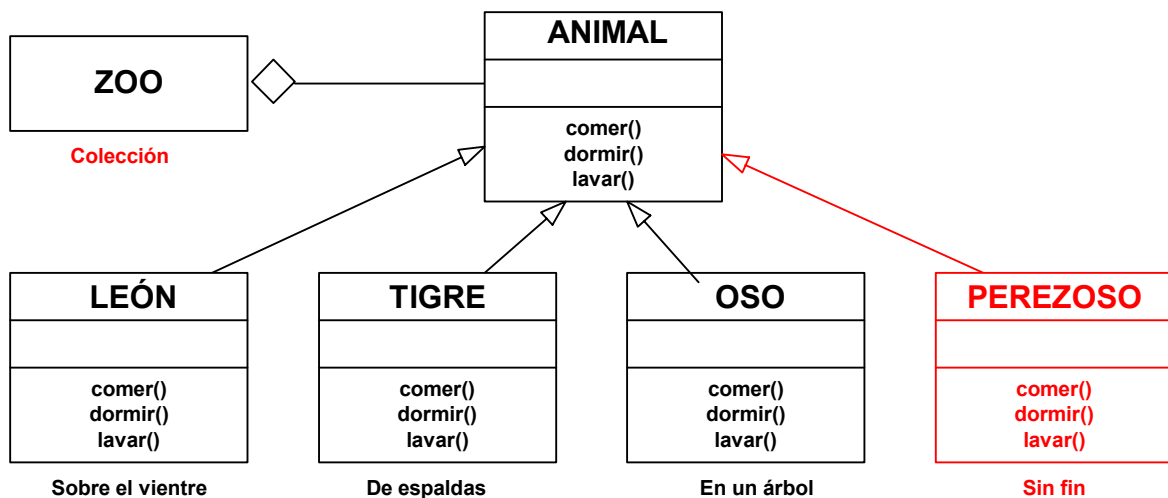 ANIMAL
ZOO
comer()
dormir()
lavar()
Colección
LEÓN
TIGRE
OSO
PEREZOSO
comer()
dormir()
lavar()
comer()
dormir()
lavar()
comer()
dormir()
lavar()
comer()
dormir()
lavar()
Sobre el vientre
De espaldas
En un árbol
Sin fin